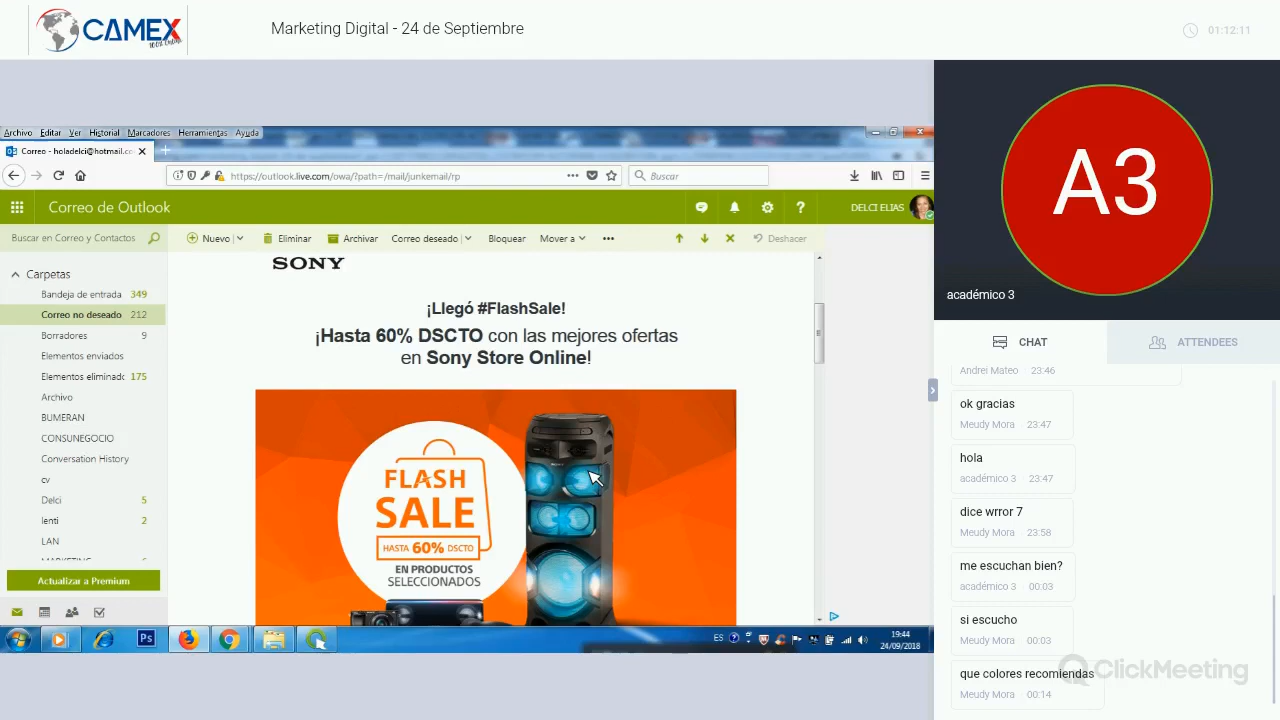 CAMEX
100% Online
Marketing Digital - 24 de Septiembre
01:12:11
Archivo Editar Ver Historial Marcadores Herramientas Ayuda
Correo - holadelci@hotmail.co
https://outlook.live.com/owa/?path=/mail/junkemail/rp
Buscar
Correo de Outlook
DELCI ELIAS
Buscar en Correo y Contactos
Nuevo Eliminar Archivar Correo deseado Bloquear Mover a Deshacer
Carpetas
Bandeja de entrada 349
Correo no deseado 212
Borradores 9
Elementos enviados
Elementos eliminadc 175
Archivo
BUMERAN
CONSUNEGOCIO
Conversation History
cv
Delci 5
lenti 2
LAN
MARKETING 6
Actualizar a Premium
SONY
¡Llegó #FlashSale!
¡Hasta 60% DSCTO con las mejores ofertas
en Sony Store Online!
FLASH
SALE
HASTA 60% DSCTO
EN PRODUCTOS
SELECCIONADOS
SONY
Ps
ES
19:44
24/09/2018
A3
académico 3
CHAT
ATTENDEES
Andrei Mateo 23:46
ok gracias
Meudy Mora 23:47
hola
académico 3 23:47
dice wrror 7
Meudy Mora 23:58
me escuchan bien?
académico 3 00:03
si escucho
Meudy Mora 00:03
que colores recomiendas
Meudy Mora 00:14
ClickMeeting